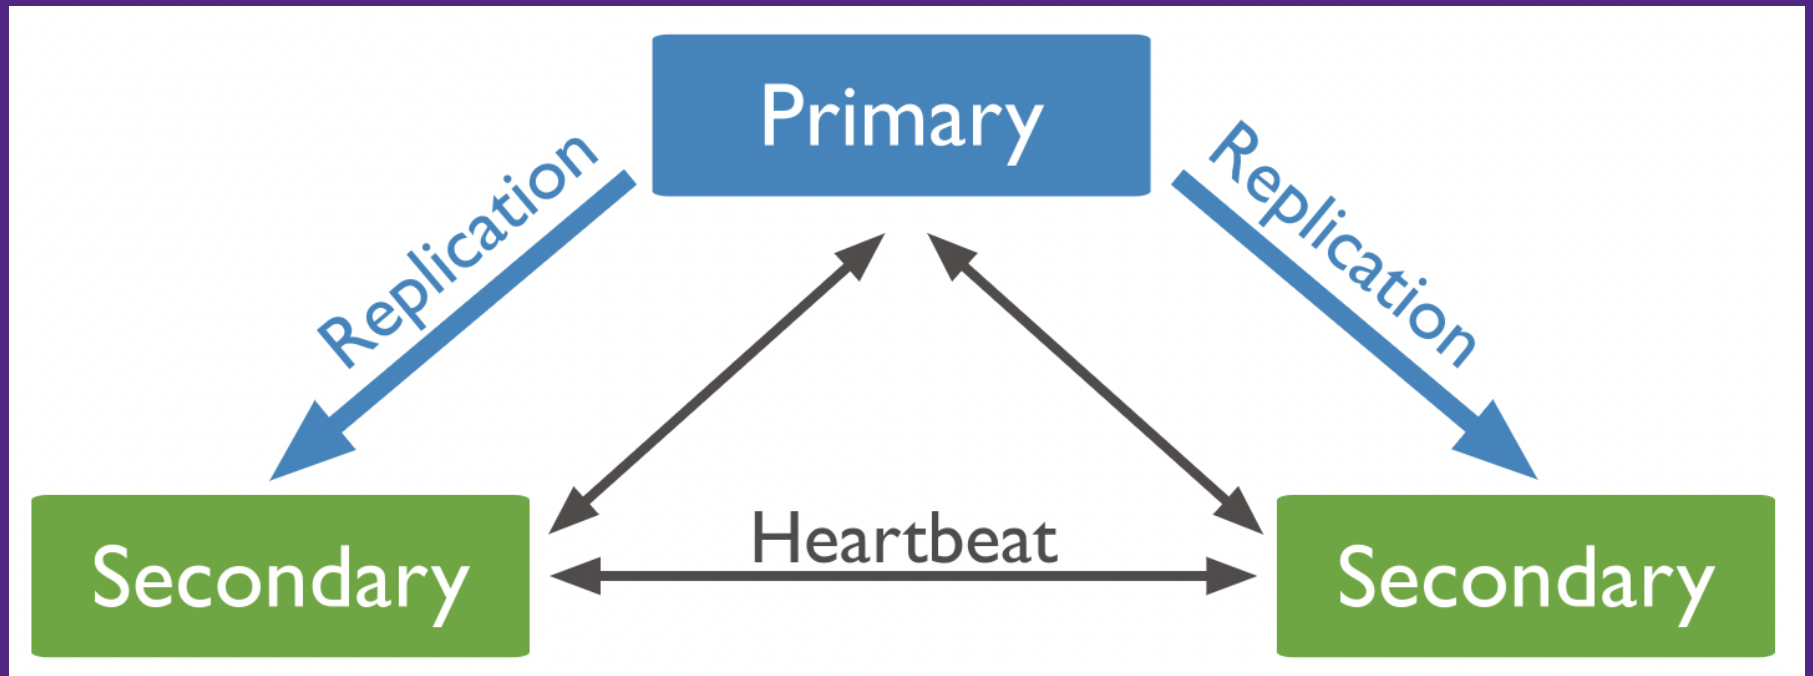 Primary
Replication
Replication
Heartbeat
Secondary
Secondary